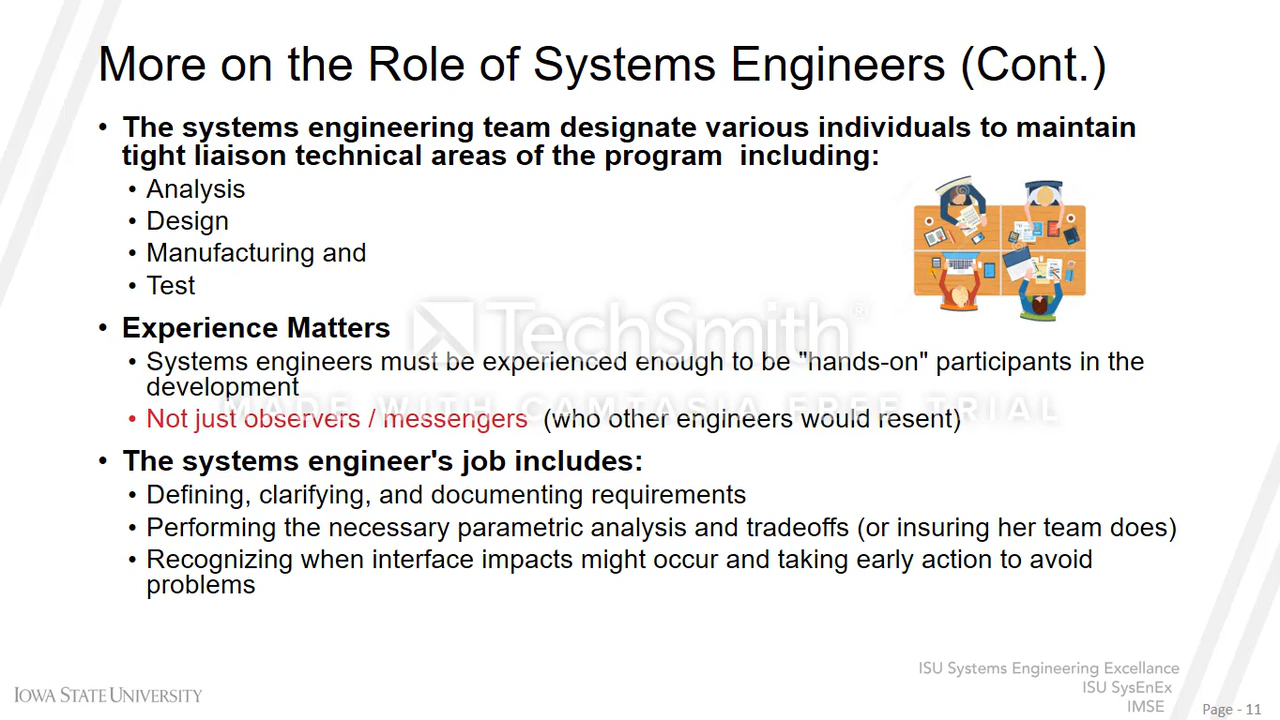 More on the Role of Systems Engineers (Cont.)
• The systems engineering team designate various individuals to maintain
tight liaison technical areas of the program including:
• Analysis
• Design
• Manufacturing and
• Test
• Experience Matters
• Systems engineers must be experienced enough to be "hands-on" participants in the
development
• Not just observers / messengers (who other engineers would resent)
• The systems engineer's job includes:
• Defining, clarifying, and documenting requirements
• Performing the necessary parametric analysis and tradeoffs (or insuring her team does)
• Recognizing when interface impacts might occur and taking early action to avoid
problems
TechSmith®
MADE WITH CAMTASIA FREE TRIAL
IOWA STATE UNIVERSITY
ISU Systems Engineering Excellance
ISU SysEnEx
IMSE
Page - 11